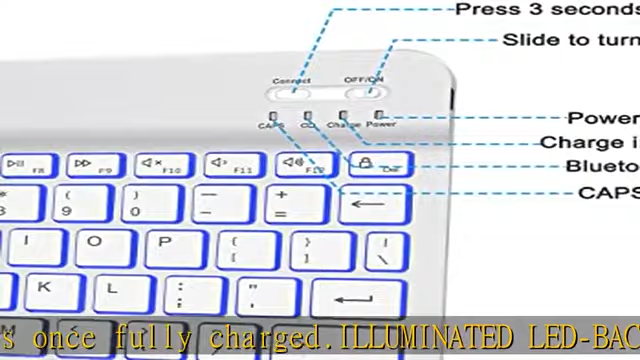 Press 3 seconds
Slide to turn
Connect OFF/ON
CAPS Charge Power
Power
Charge
CAPS
F8 F9 F10 F11 F12 Del
( 9 ) 0 — - + =
I O P { [ } ] | \
K L : ; " ,
M < >
once fully charged.ILLUMINATED LED-BAC